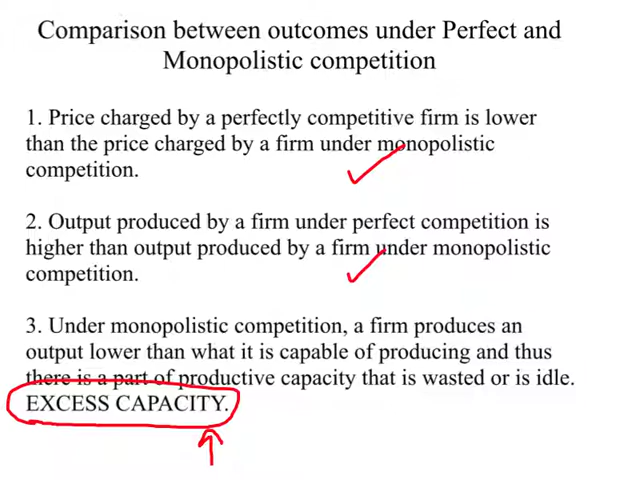 Comparison between outcomes under Perfect and
Monopolistic competition
1. Price charged by a perfectly competitive firm is lower
than the price charged by a firm under monopolistic
competition.
2. Output produced by a firm under perfect competition is
higher than output produced by a firm under monopolistic
competition.
3. Under monopolistic competition, a firm produces an
output lower than what it is capable of producing and thus
there is a part of productive capacity that is wasted or is idle.
EXCESS CAPACITY.